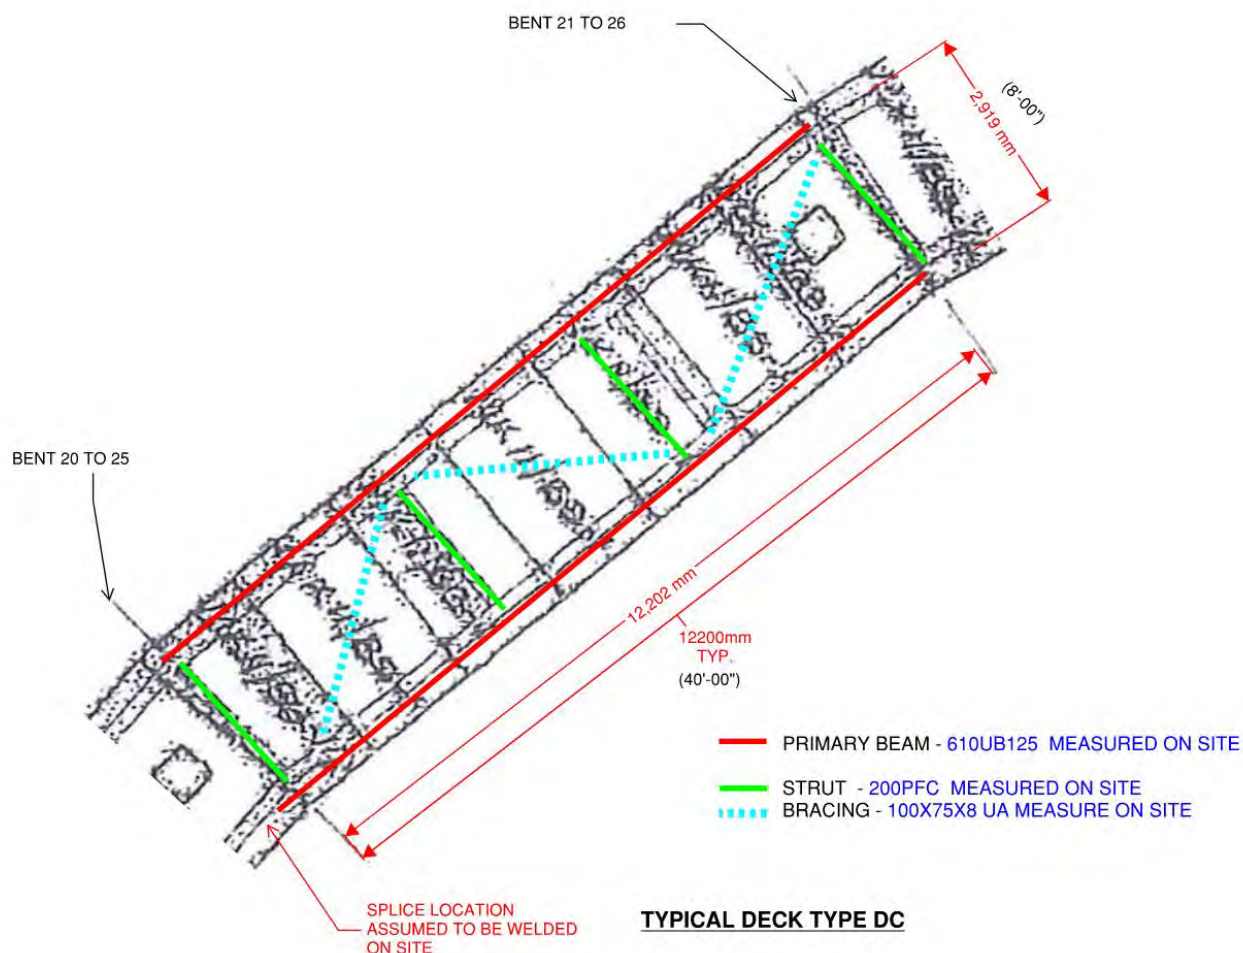 BENT 21 TO 26
(8'-00")
2,919 mm
BENT 20 TO 25
12,202 mm
12200mm
TYP.
(40'-00")
PRIMARY BEAM - 610UB125 MEASURED ON SITE
STRUT - 200PFC MEASURED ON SITE
BRACING - 100X75X8 UA MEASURE ON SITE
SPLICE LOCATION
ASSUMED TO BE WELDED
ON SITE
TYPICAL DECK TYPE DC